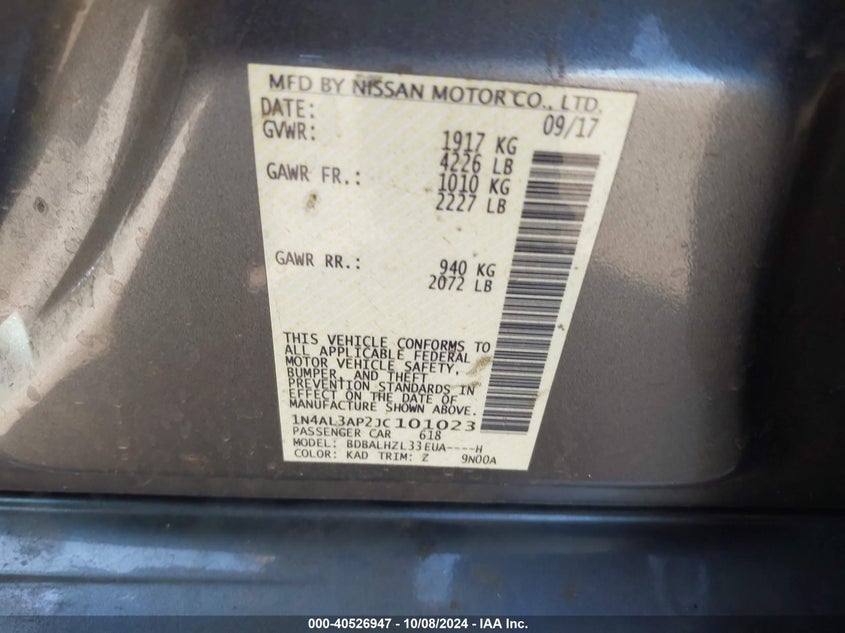 MFD BY NISSAN MOTOR CO., LTD.
DATE: 09/17
GVWR: 1917 KG
4226 LB
GAWR FR.: 1010 KG
2227 LB
GAWR RR.: 940 KG
2072 LB
THIS VEHICLE CONFORMS TO
ALL APPLICABLE FEDERAL
MOTOR VEHICLE SAFETY,
BUMPER, AND THEFT
PREVENTION STANDARDS IN
EFFECT ON THE DATE OF
MANUFACTURE SHOWN ABOVE.
1N4AL3AP2JC101023
PASSENGER CAR 618
MODEL: BDBALHZL33EUA----H
COLOR: KAD TRIM: Z 9N00A
000-40526947 - 10/08/2024 - IAA Inc.